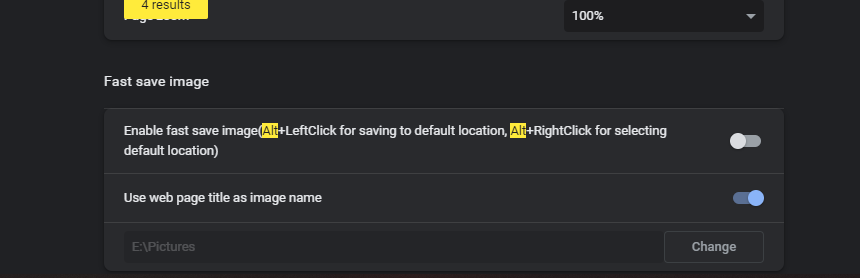 4 results
Page zoom
100%
Fast save image
Enable fast save image(Alt+LeftClick for saving to default location, Alt+RightClick for selecting
default location)
Use web page title as image name
E:\Pictures
Change